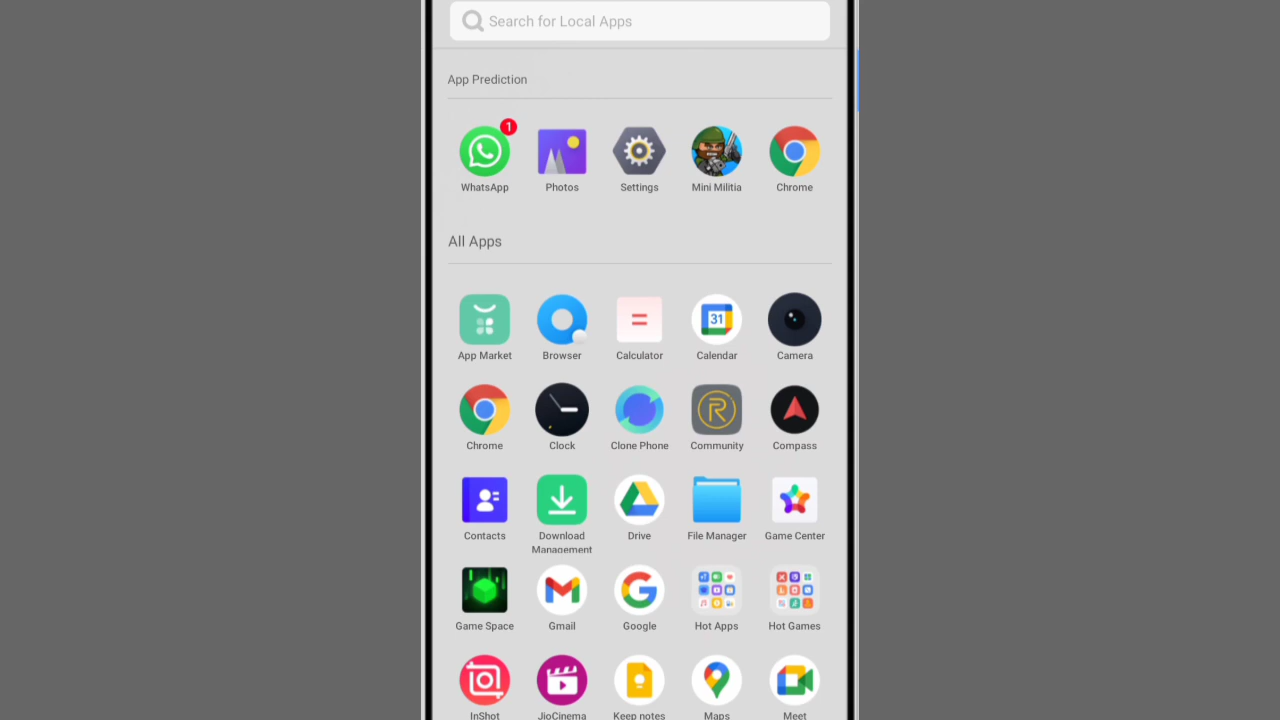 Search for Local Apps
App Prediction
1
WhatsApp Photos Settings Mini Militia Chrome
All Apps
31
App Market Browser Calculator Calendar Camera
Chrome Clock Clone Phone Community Compass
Contacts Download Management Drive File Manager Game Center
Game Space Gmail Google Hot Apps Hot Games
InShot JioCinema Keep notes Maps Meet